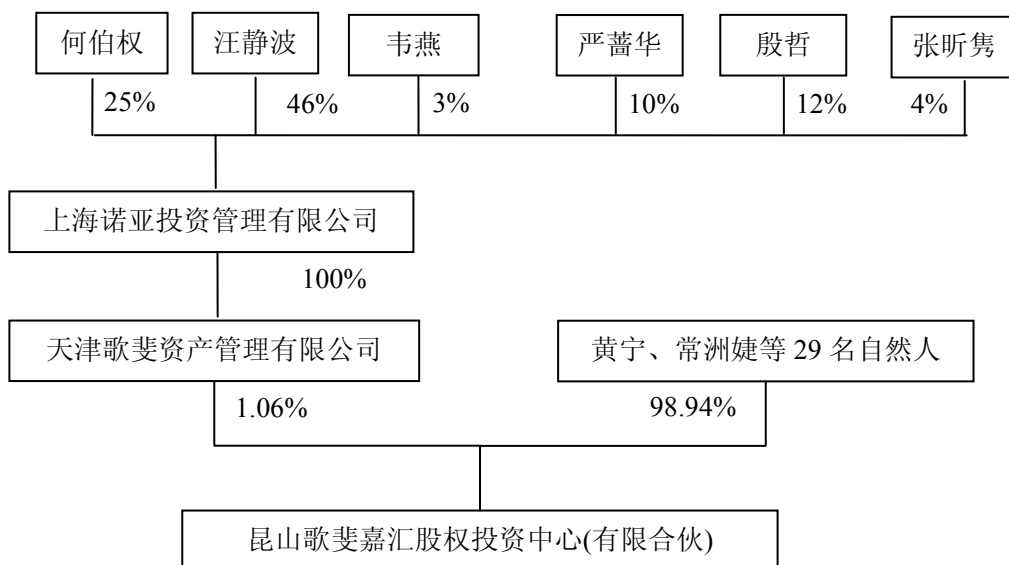 何伯权 汪静波 韦燕 严蔷华 殷哲 张昕隽
25% 46% 3% 10% 12% 4%
上海诺亚投资管理有限公司
100%
天津歌斐资产管理有限公司 黄宁、常洲婕等 29 名自然人
1.06% 98.94%
昆山歌斐嘉汇股权投资中心(有限合伙)